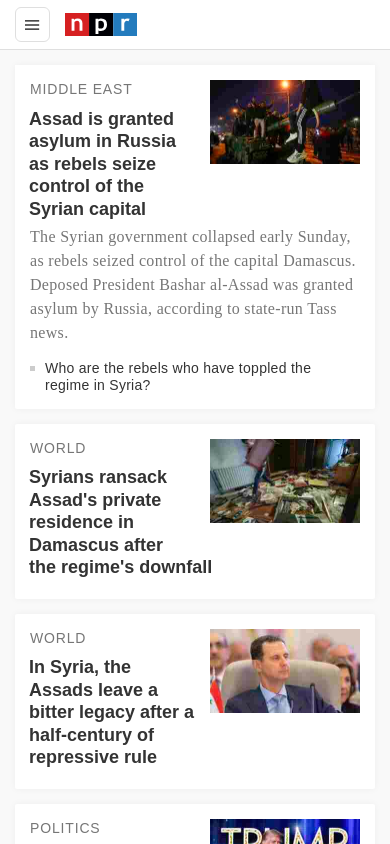 npr
MIDDLE EAST
Assad is granted
asylum in Russia
as rebels seize
control of the
Syrian capital
The Syrian government collapsed early Sunday,
as rebels seized control of the capital Damascus.
Deposed President Bashar al-Assad was granted
asylum by Russia, according to state-run Tass
news.
Who are the rebels who have toppled the
regime in Syria?
WORLD
Syrians ransack
Assad's private
residence in
Damascus after
the regime's downfall
WORLD
In Syria, the
Assads leave a
bitter legacy after a
half-century of
repressive rule
POLITICS
TRUMP